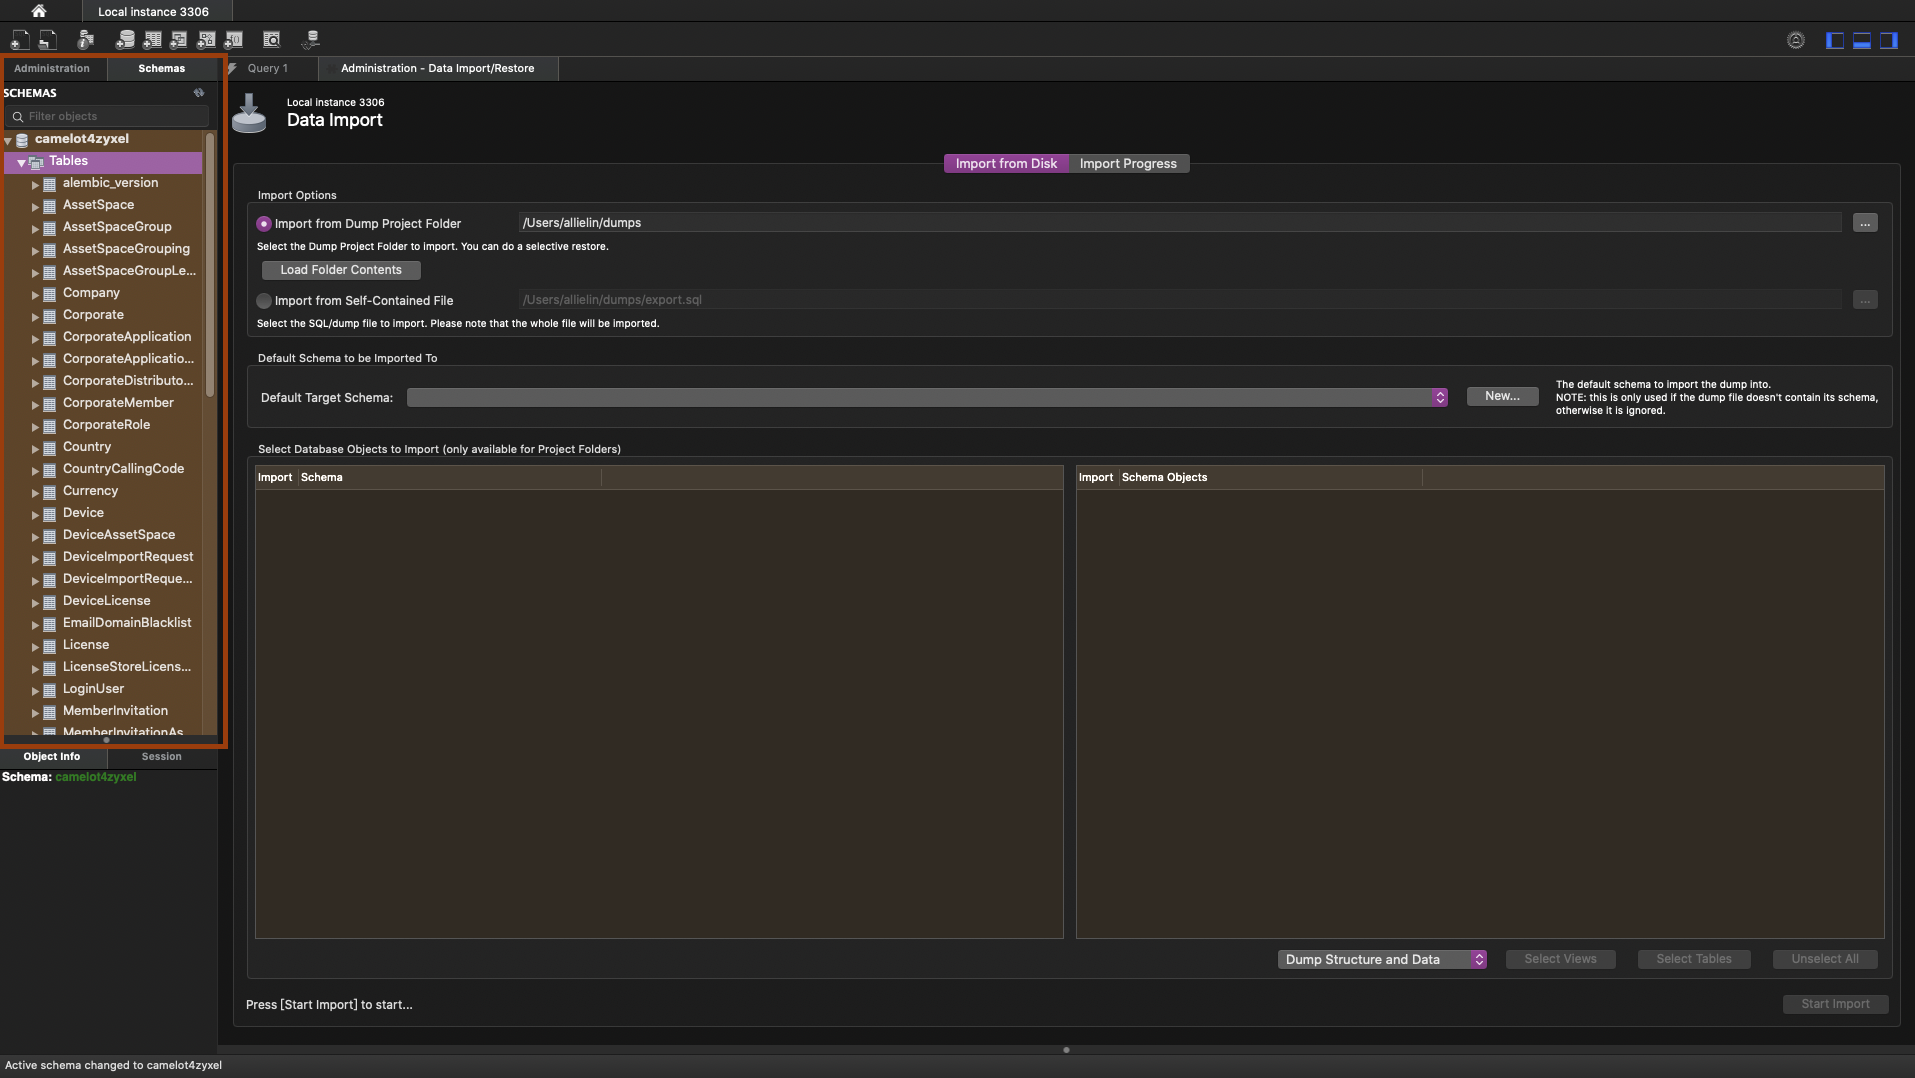 Local instance 3306
Administration
Schemas
Query 1
Administration - Data Import/Restore
SCHEMAS
Filter objects
camelot4zyxel
Tables
alembic_version
AssetSpace
AssetSpaceGroup
AssetSpaceGrouping
AssetSpaceGroupLe...
Company
Corporate
CorporateApplication
CorporateApplicatio...
CorporateDistributo...
CorporateMember
CorporateRole
Country
CountryCallingCode
Currency
Device
DeviceAssetSpace
DeviceImportRequest
DeviceImportReque...
DeviceLicense
EmailDomainBlacklist
License
LicenseStoreLicens...
LoginUser
MemberInvitation
MemberInvitationAs
Object Info
Session
Schema: camelot4zyxel
Local instance 3306
Data Import
Import from Disk
Import Progress
Import Options
Import from Dump Project Folder
/Users/allielin/dumps
...
Select the Dump Project Folder to import. You can do a selective restore.
Load Folder Contents
Import from Self-Contained File
/Users/allielin/dumps/export.sql
...
Select the SQL/dump file to import. Please note that the whole file will be imported.
Default Schema to be Imported To
Default Target Schema:
New...
The default schema to import the dump into.
NOTE: this is only used if the dump file doesn't contain its schema,
otherwise it is ignored.
Select Database Objects to Import (only available for Project Folders)
Import Schema
Import Schema Objects
Dump Structure and Data
Select Views
Select Tables
Unselect All
Press [Start Import] to start...
Start Import
Active schema changed to camelot4zyxel